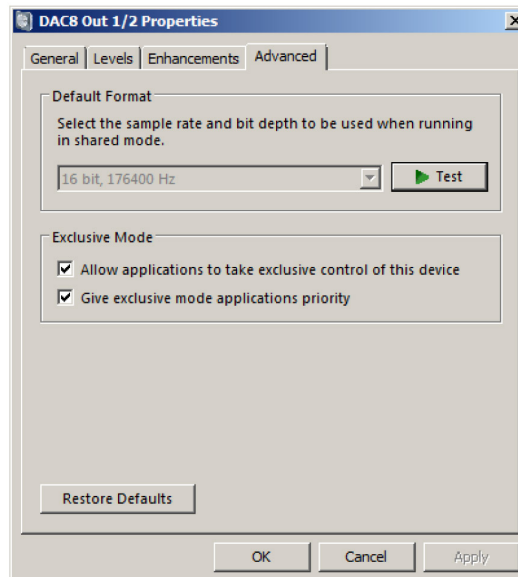 DAC8 Out 1/2 Properties
General Levels Enhancements Advanced
Default Format
Select the sample rate and bit depth to be used when running
in shared mode.
16 bit, 176400 Hz Test
Exclusive Mode
Allow applications to take exclusive control of this device
Give exclusive mode applications priority
Restore Defaults
OK Cancel Apply